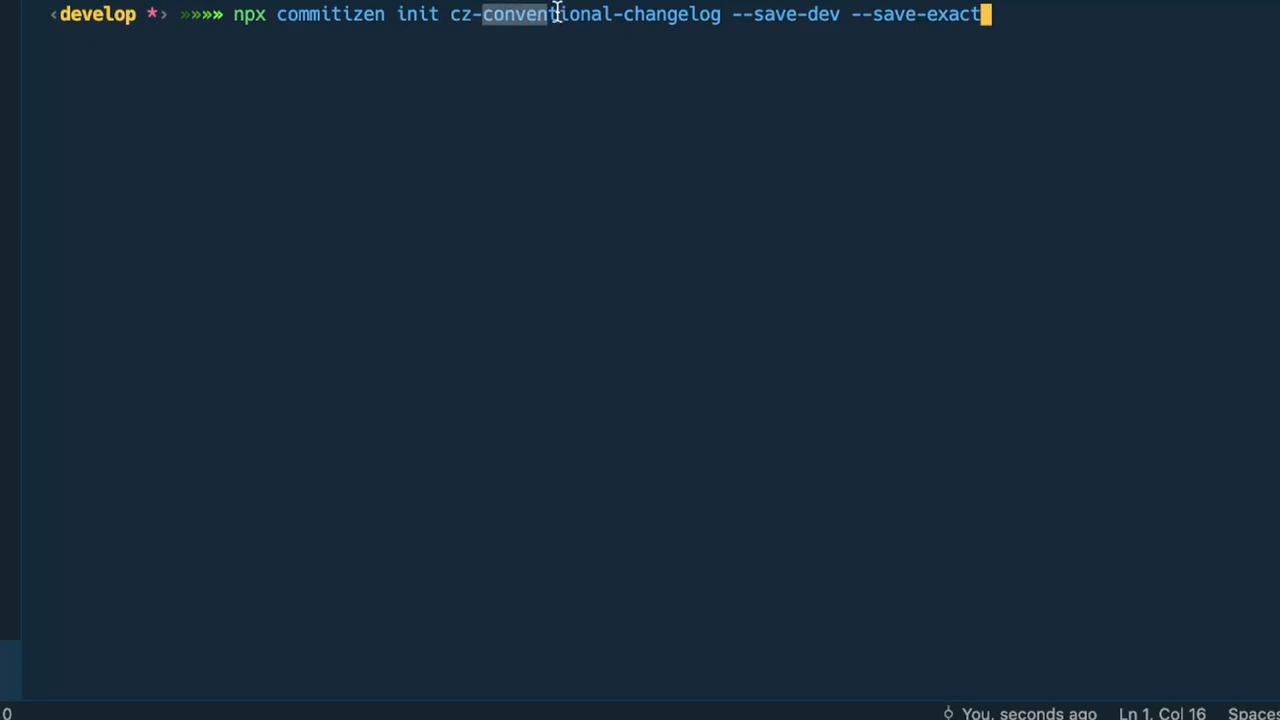 ‹develop *› »»»» npx commitizen init cz-conventional-changelog --save-dev --save-exact
0 You, seconds ago Ln 1, Col 16 Spaces